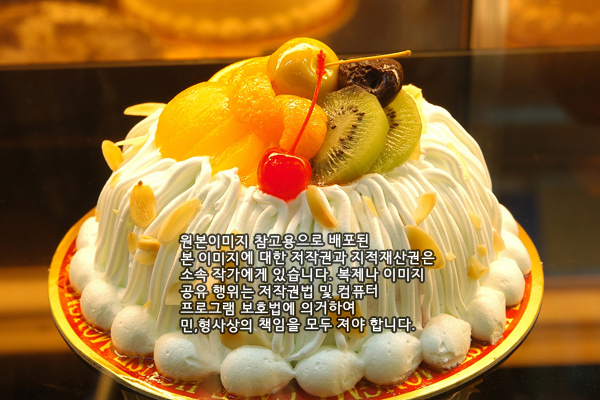 원본이미지 참고용으로 배포된
본 이미지에 대한 저작권과 지적재산권은
소속 작가에게 있습니다. 복제나 이미지
공유 행위는 저작권법 및 컴퓨터
프로그램 보호법에 의거하여
민,형사상의 책임을 모두 져야 합니다.